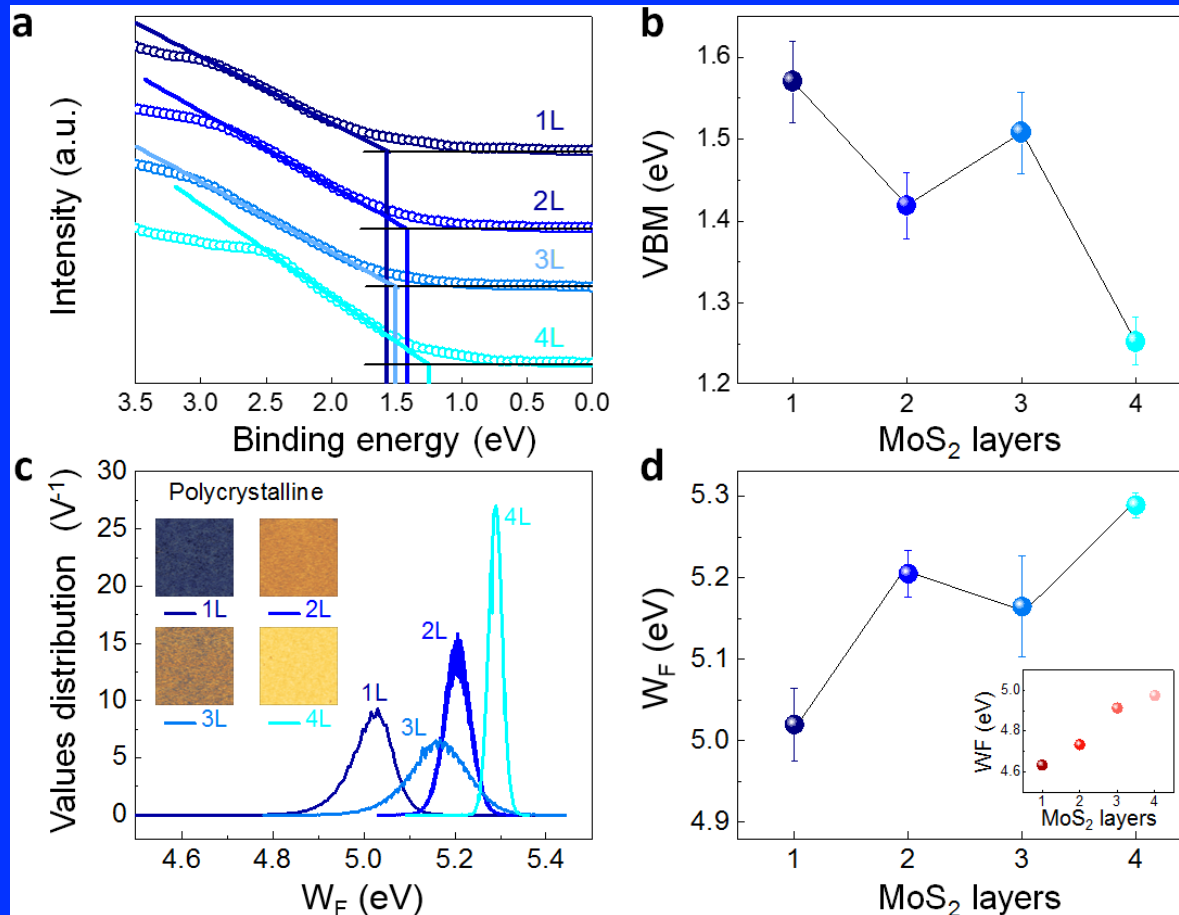 a
Intensity (a.u.)
1L
2L
3L
4L
3.5 3.0 2.5 2.0 1.5 1.0 0.5 0.0
Binding energy (eV)
b
VBM (eV)
1.6
1.5
1.4
1.3
1.2
1 2 3 4
MoS₂ layers
c
Values distribution (V⁻¹)
30
25
20
15
10
5
0
Polycrystalline
1L 2L
3L 4L
1L
3L
2L
4L
4.6 4.8 5.0 5.2 5.4
W_F (eV)
d
W_F (eV)
5.3
5.2
5.1
5.0
4.9
1 2 3 4
MoS₂ layers
WF (eV)
5.0
4.8
4.6
1 2 3 4
MoS₂ layers